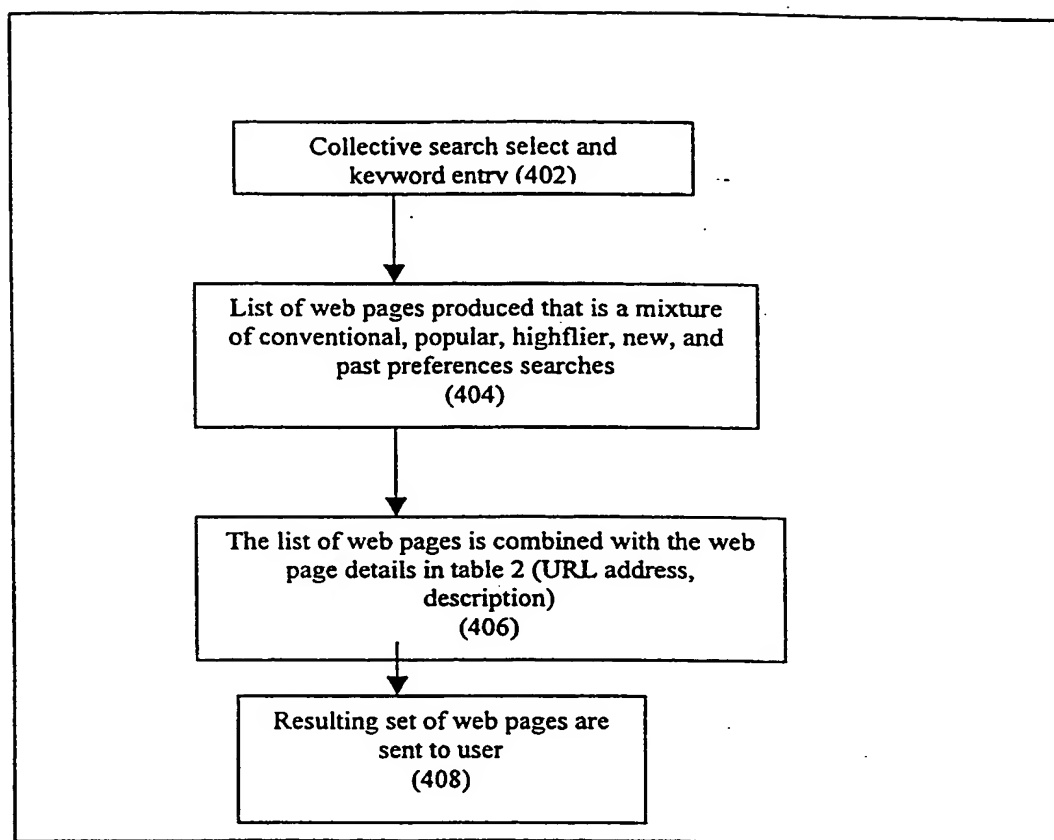 Collective search select and
keyword entry (402)
List of web pages produced that is a mixture
of conventional, popular, highflier, new, and
past preferences searches
(404)
The list of web pages is combined with the web
page details in table 2 (URL address,
description)
(406)
Resulting set of web pages are
sent to user
(408)